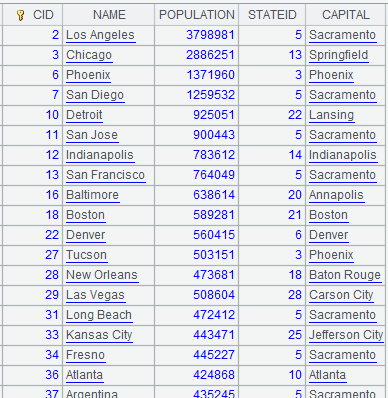 CID NAME POPULATION STATEID CAPITAL
2 Los Angeles 3798981 5 Sacramento
3 Chicago 2886251 13 Springfield
6 Phoenix 1371960 3 Phoenix
7 San Diego 1259532 5 Sacramento
10 Detroit 925051 22 Lansing
11 San Jose 900443 5 Sacramento
12 Indianapolis 783612 14 Indianapolis
13 San Francisco 764049 5 Sacramento
16 Baltimore 638614 20 Annapolis
18 Boston 589281 21 Boston
22 Denver 560415 6 Denver
27 Tucson 503151 3 Phoenix
28 New Orleans 473681 18 Baton Rouge
29 Las Vegas 508604 28 Carson City
31 Long Beach 472412 5 Sacramento
33 Kansas City 443471 25 Jefferson City
34 Fresno 445227 5 Sacramento
36 Atlanta 424868 10 Atlanta
37 Argentina 435245 5 Sacramento